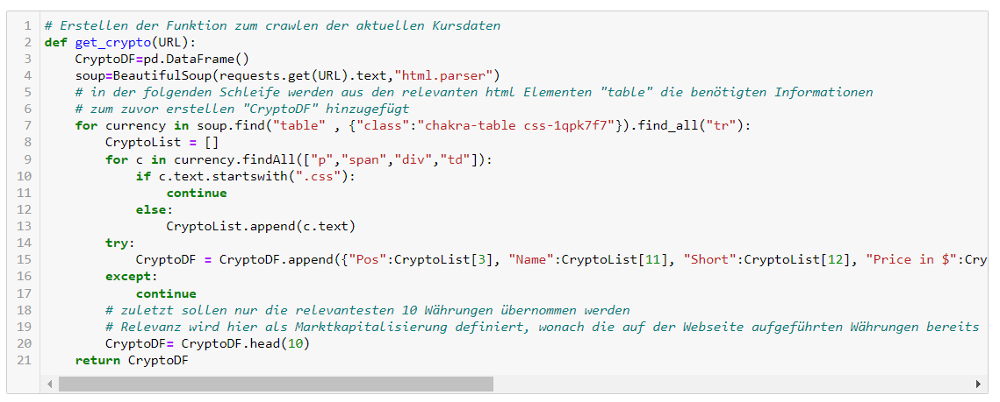 1 # Erstellen der Funktion zum crawlen der aktuellen Kursdaten
2 def get_crypto(URL):
3     CryptoDF=pd.DataFrame()
4     soup=BeautifulSoup(requests.get(URL).text,"html.parser")
5     # in der folgenden Schleife werden aus den relevanten html Elementen "table" die benötigten Informationen
6     # zum zuvor erstellen "CryptoDF" hinzugefügt
7     for currency in soup.find("table" , {"class":"chakra-table css-1qpk7f7"}).find_all("tr"):
8         CryptoList = []
9         for c in currency.findAll(["p","span","div","td"]):
10             if c.text.startswith(".css"):
11                 continue
12             else:
13                 CryptoList.append(c.text)
14         try:
15             CryptoDF = CryptoDF.append({"Pos":CryptoList[3], "Name":CryptoList[11], "Short":CryptoList[12], "Price in $":Cry
16         except:
17             continue
18         # zuletzt sollen nur die relevantesten 10 Währungen übernommen werden
19         # Relevanz wird hier als Marktkapitalisierung definiert, wonach die auf der Webseite aufgeführten Währungen bereits
20         CryptoDF= CryptoDF.head(10)
21     return CryptoDF